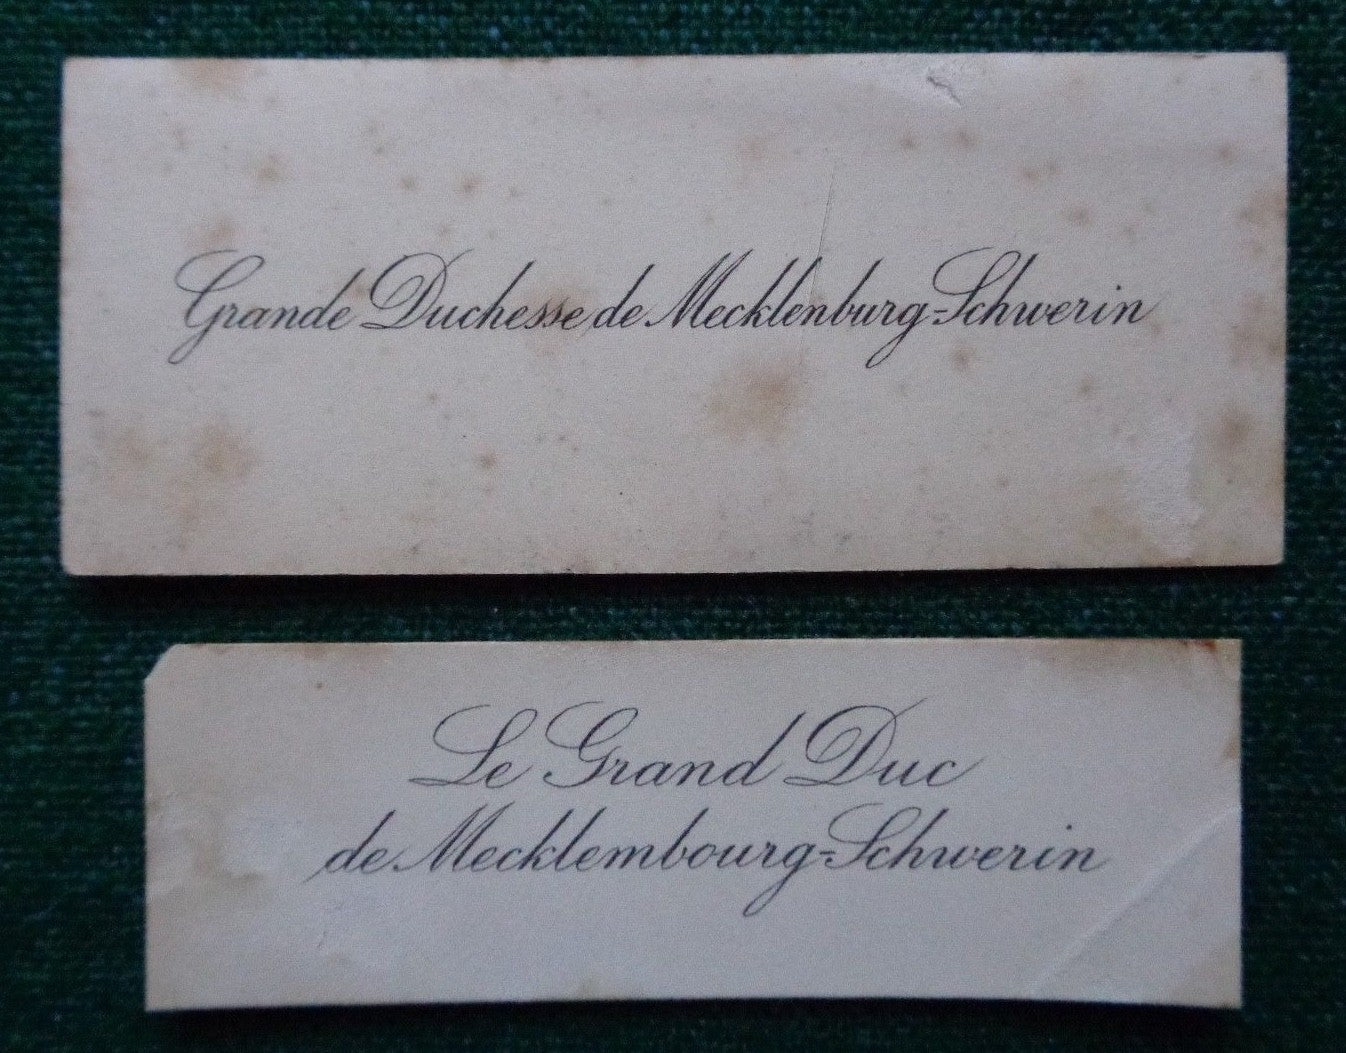 Grande Duchesse de Mecklenburg-Schwerin
Le Grand Duc
de Mecklembourg-Schwerin